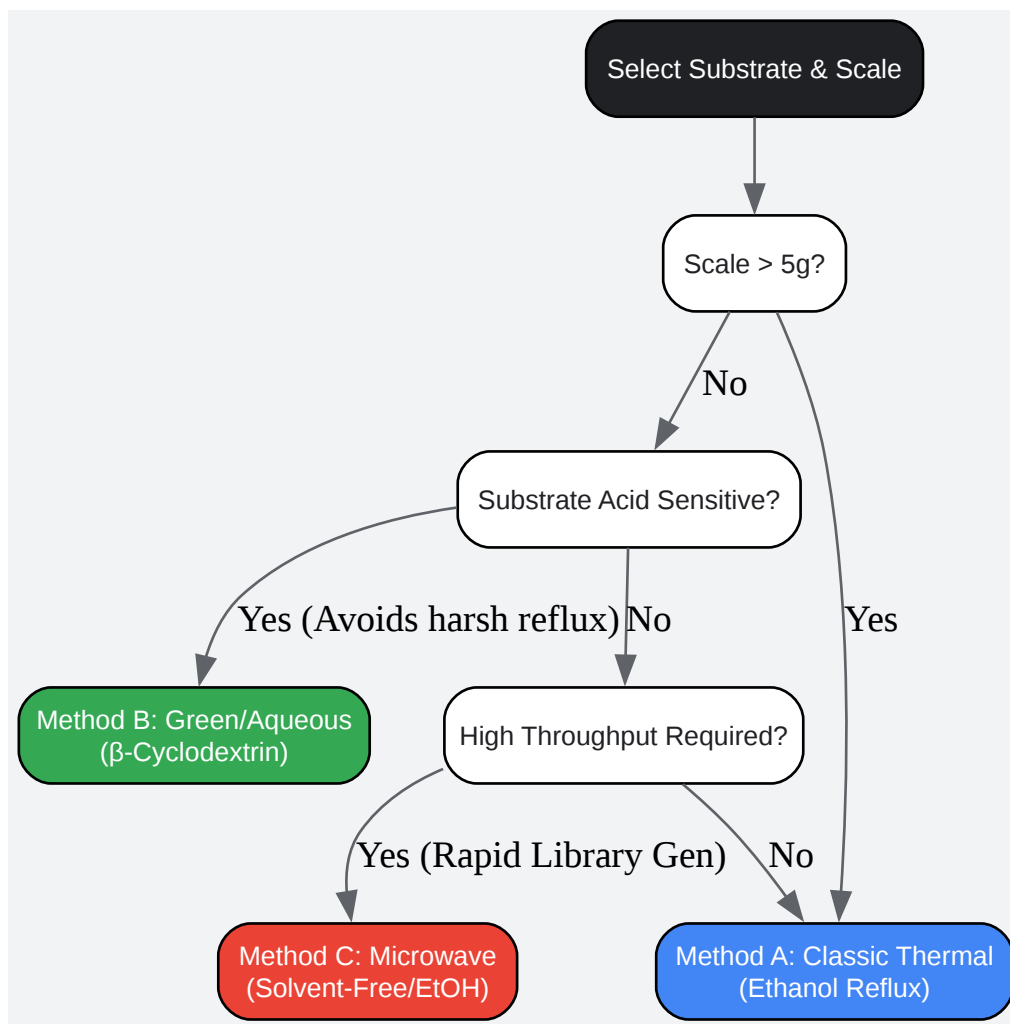 Select Substrate & Scale
Scale > 5g?
No
Substrate Acid Sensitive?
Yes (Avoids harsh reflux)
No
Yes
Method B: Green/Aqueous
(β-Cyclodextrin)
High Throughput Required?
Yes (Rapid Library Gen)
No
Method C: Microwave
(Solvent-Free/EtOH)
Method A: Classic Thermal
(Ethanol Reflux)